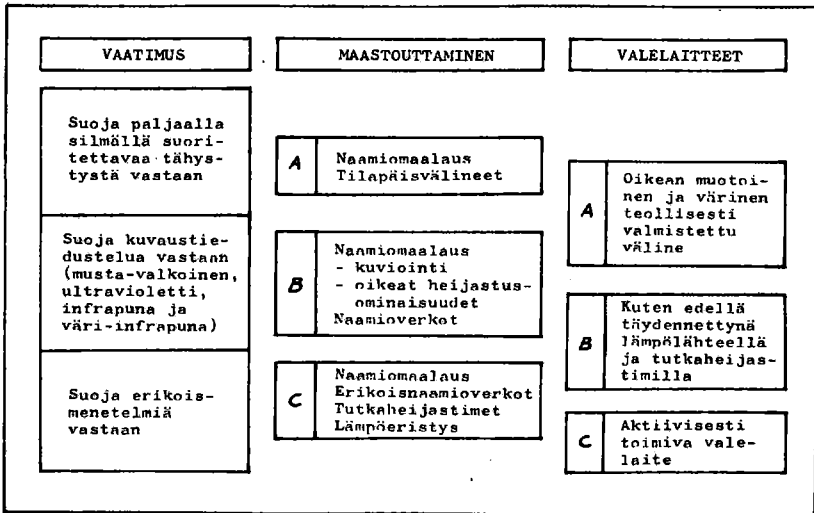 VAATIMUS
Suoja paljaalla
silmällä suori-
tettavaa tähys-
tystä vastaan
Suoja kuvaustie-
dustelua vastaan
(musta-valkoinen,
ultravioletti,
infrapuna ja
väri-infrapuna)
Suoja erikois-
menetelmiä
vastaan
MAASTOUTTAMINEN
A
Naamiomaalaus
Tilapäisvälineet
B
Naamiomaalaus
- kuviointi
- oikeat heijastus-
ominaisuudet
Naamioverkot
C
Naamiomaalaus
Erikoisnaamioverkot
Tutkaheijastimet
Lämpöeristys
VALELAITTEET
A
Oikean muotoi-
nen ja värinen
teollisesti
valmistettu
väline
B
Kuten edellä
täydennettynä
lämpölähteellä
ja tutkaheijas-
timilla
C
Aktiivisesti
toimiva vale-
laite